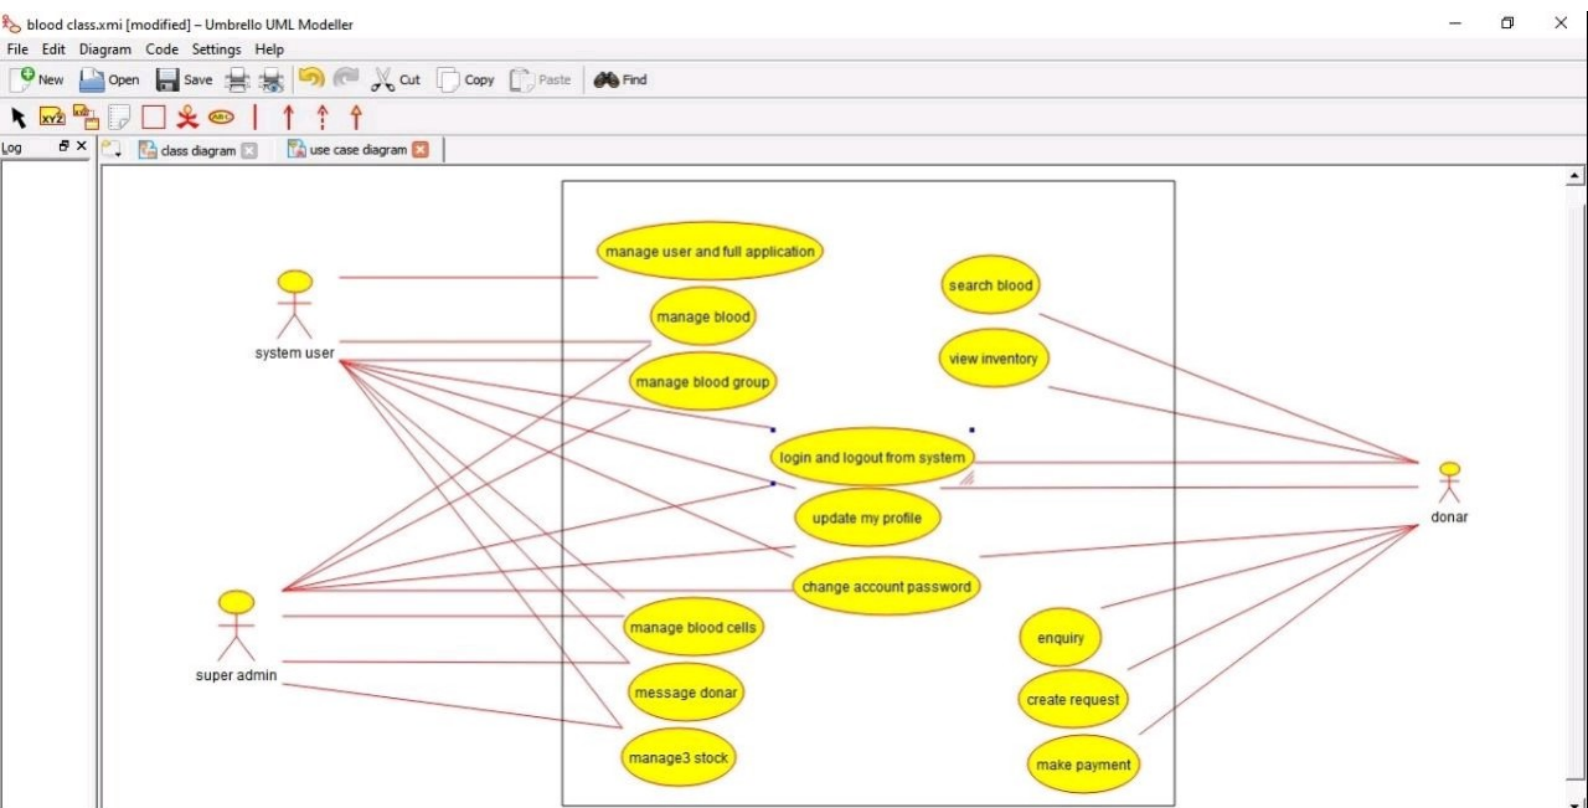 blood class.xmi [modified] – Umbrello UML Modeller
File Edit Diagram Code Settings Help
New Open Save Cut Copy Paste Find
XYZ ABC
Log class diagram use case diagram
manage user and full application
search blood
manage blood
system user
view inventory
manage blood group
login and logout from system
donar
update my profile
change account password
manage blood cells
enquiry
super admin
message donar
create request
manage3 stock
make payment